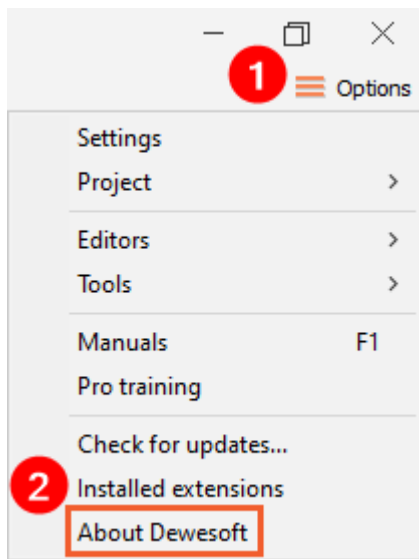 1 Options
Settings
Project >
Editors >
Tools >
Manuals F1
Pro training
Check for updates...
2 Installed extensions
About Dewesoft